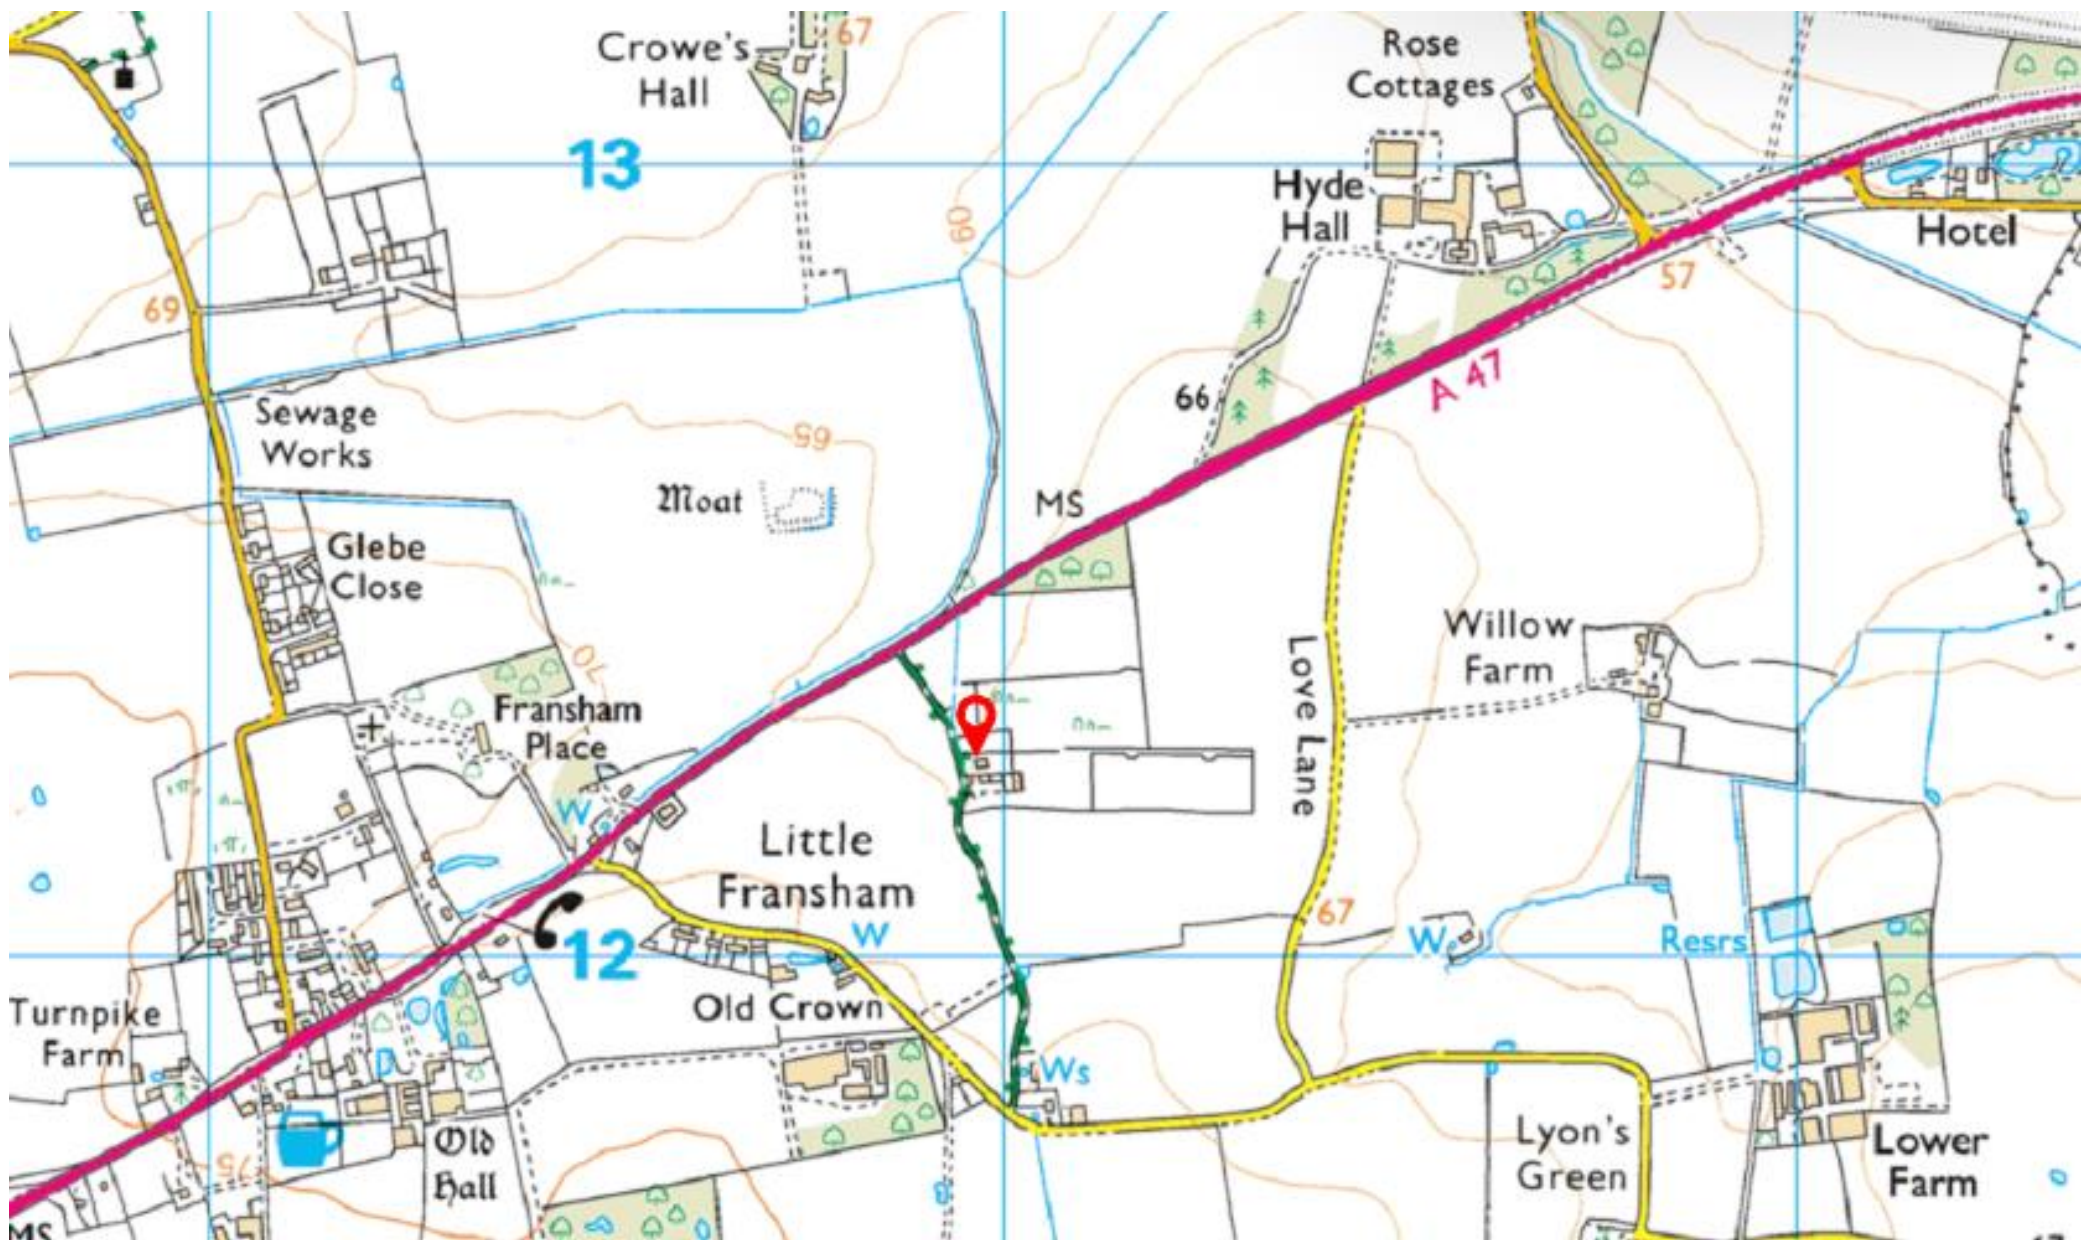 67
Crowe's
Hall
Rose
Cottages
13
Hyde
Hall
60
Hotel
57
69
A 47
66
Sewage
Works
65
Moat
MS
Glebe
Close
Willow
Farm
Love Lane
70
Fransham
Place
W
Little
Fransham
W
67
W
Resrs
12
Old Crown
Turnpike
Farm
Ws
Old
Hall
75
Lyon's
Green
Lower
Farm
MS